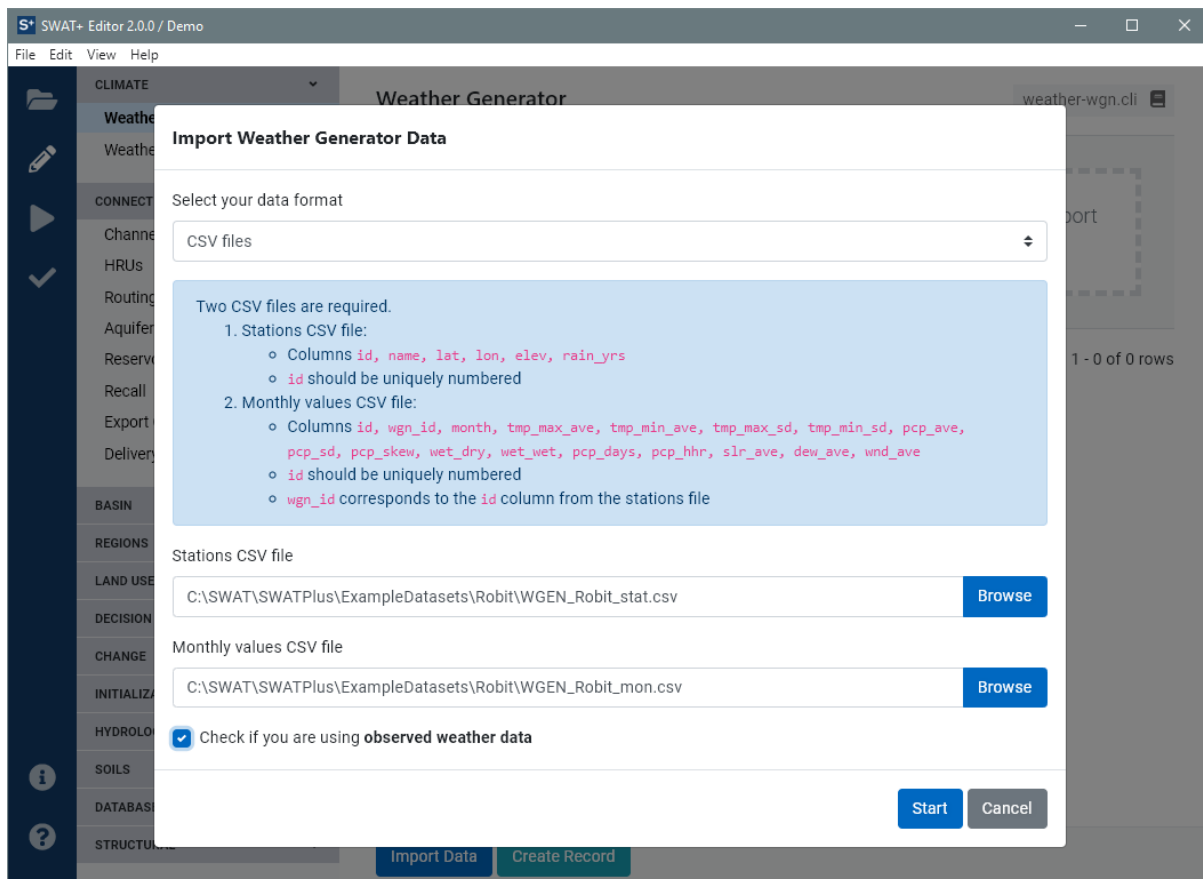 S+ SWAT+ Editor 2.0.0 / Demo
File Edit View Help
CLIMATE
Weather Generator
weather-wgn.cli
Import Weather Generator Data
Select your data format
CSV files
Two CSV files are required.
1. Stations CSV file:
Columns id, name, lat, lon, elev, rain_yrs
id should be uniquely numbered
2. Monthly values CSV file:
Columns id, wgn_id, month, tmp_max_ave, tmp_min_ave, tmp_max_sd, tmp_min_sd, pcp_ave,
pcp_sd, pcp_skew, wet_dry, wet_wet, pcp_days, pcp_hhr, slr_ave, dew_ave, wnd_ave
id should be uniquely numbered
wgn_id corresponds to the id column from the stations file
Stations CSV file
C:\SWAT\SWATPlus\ExampleDatasets\Robit\WGEN_Robit_stat.csv
Browse
Monthly values CSV file
C:\SWAT\SWATPlus\ExampleDatasets\Robit\WGEN_Robit_mon.csv
Browse
Check if you are using observed weather data
Start
Cancel
Weathe
Weathe
CONNECT
Channe
HRUs
Routing
Aquifer
Reserv
Recall
Export
Delivery
BASIN
REGIONS
LAND USE
DECISION
CHANGE
INITIALIZA
HYDROLO
SOILS
DATABAS
STRUCTURAL
port
1 - 0 of 0 rows
Import Data
Create Record